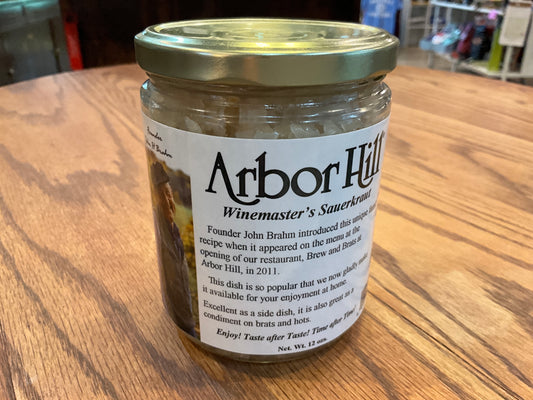 Founder
Brahm
Arbor Hill
Winemaster's Sauerkraut
Founder John Brahm introduced this unique
recipe when it appeared on the menu at the
opening of our restaurant, Brew and Brats at
Arbor Hill, in 2011.
This dish is so popular that we now gladly make
it available for your enjoyment at home.
Excellent as a side dish, it is also great as a
condiment on brats and hots.
Enjoy! Taste after Taste! Time after Time!
Net. Wt. 12 ozs.